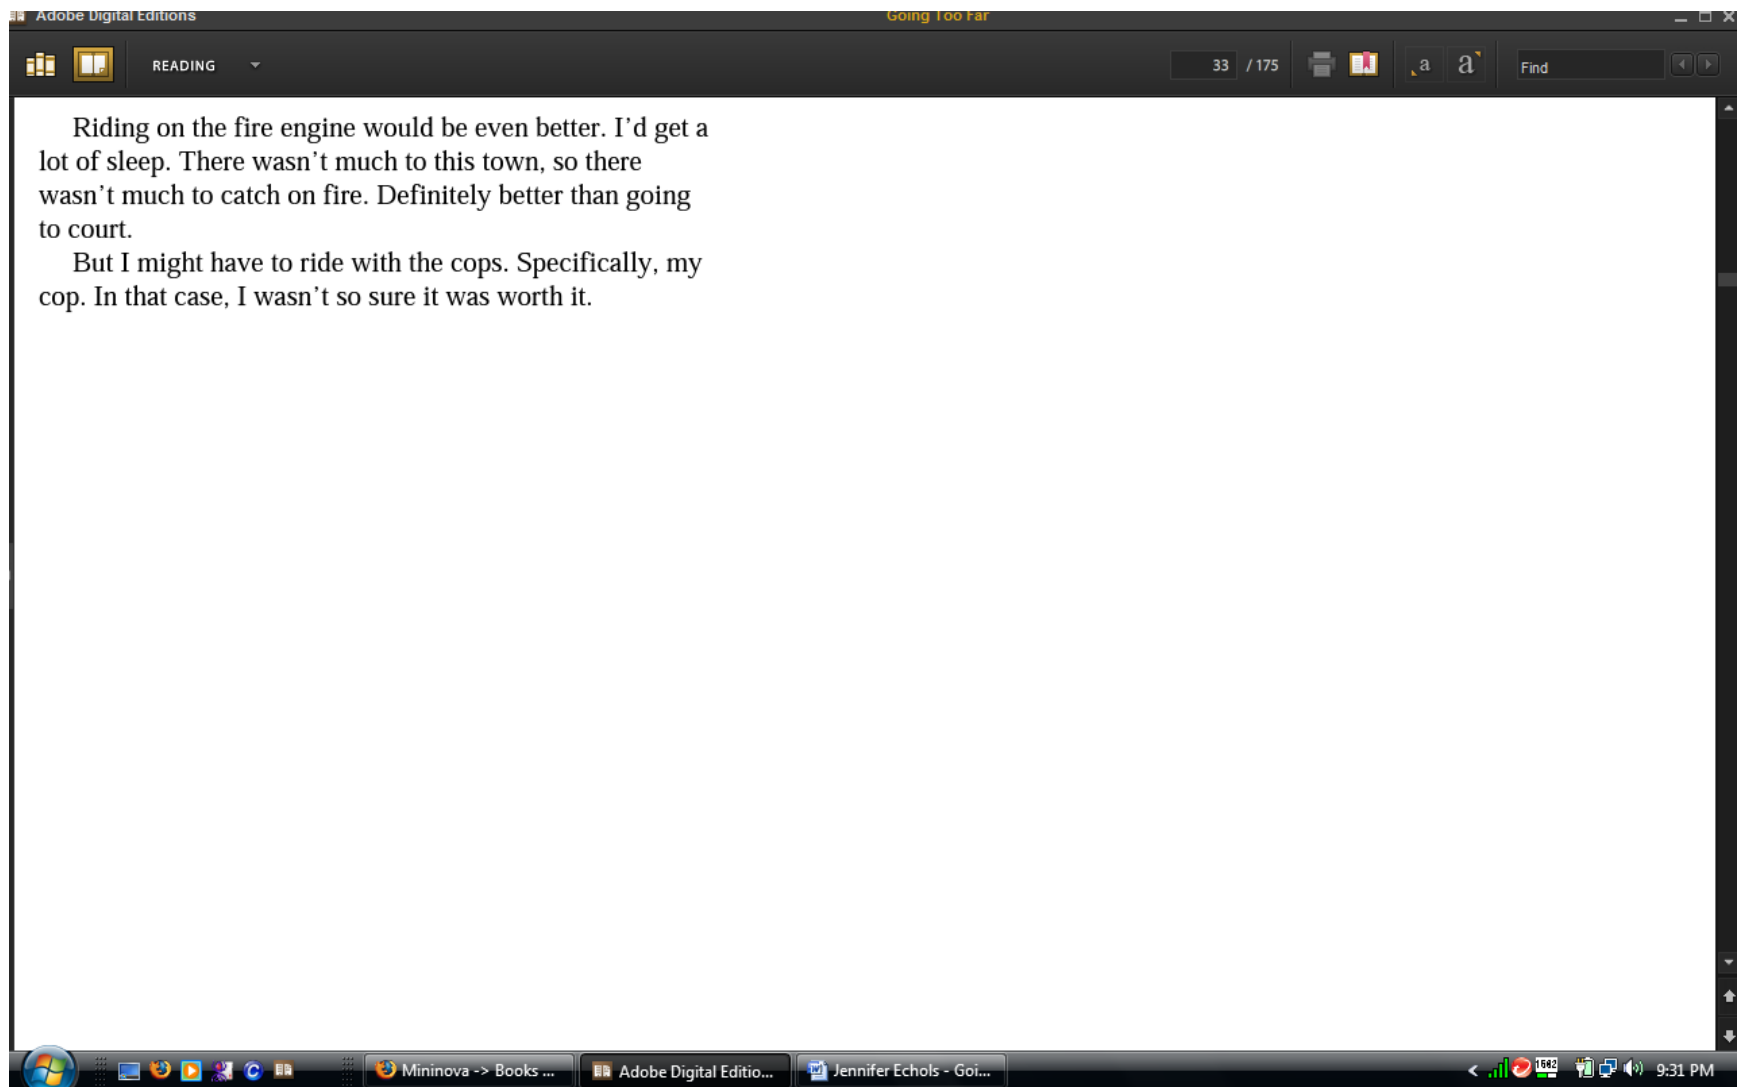 Adobe Digital Editions
Going Too Far
READING
33 / 175
a a
Find
Riding on the fire engine would be even better. I’d get a
lot of sleep. There wasn’t much to this town, so there
wasn’t much to catch on fire. Definitely better than going
to court.
But I might have to ride with the cops. Specifically, my
cop. In that case, I wasn’t so sure it was worth it.
Mininova -> Books ...
Adobe Digital Editio...
Jennifer Echols - Goi...
9:31 PM